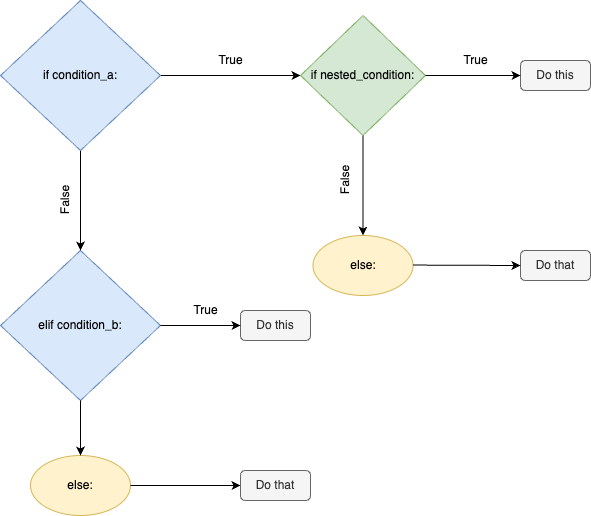 if condition_a:
True
if nested_condition:
True
Do this
False
False
else:
Do that
elif condition_b:
True
Do this
else:
Do that